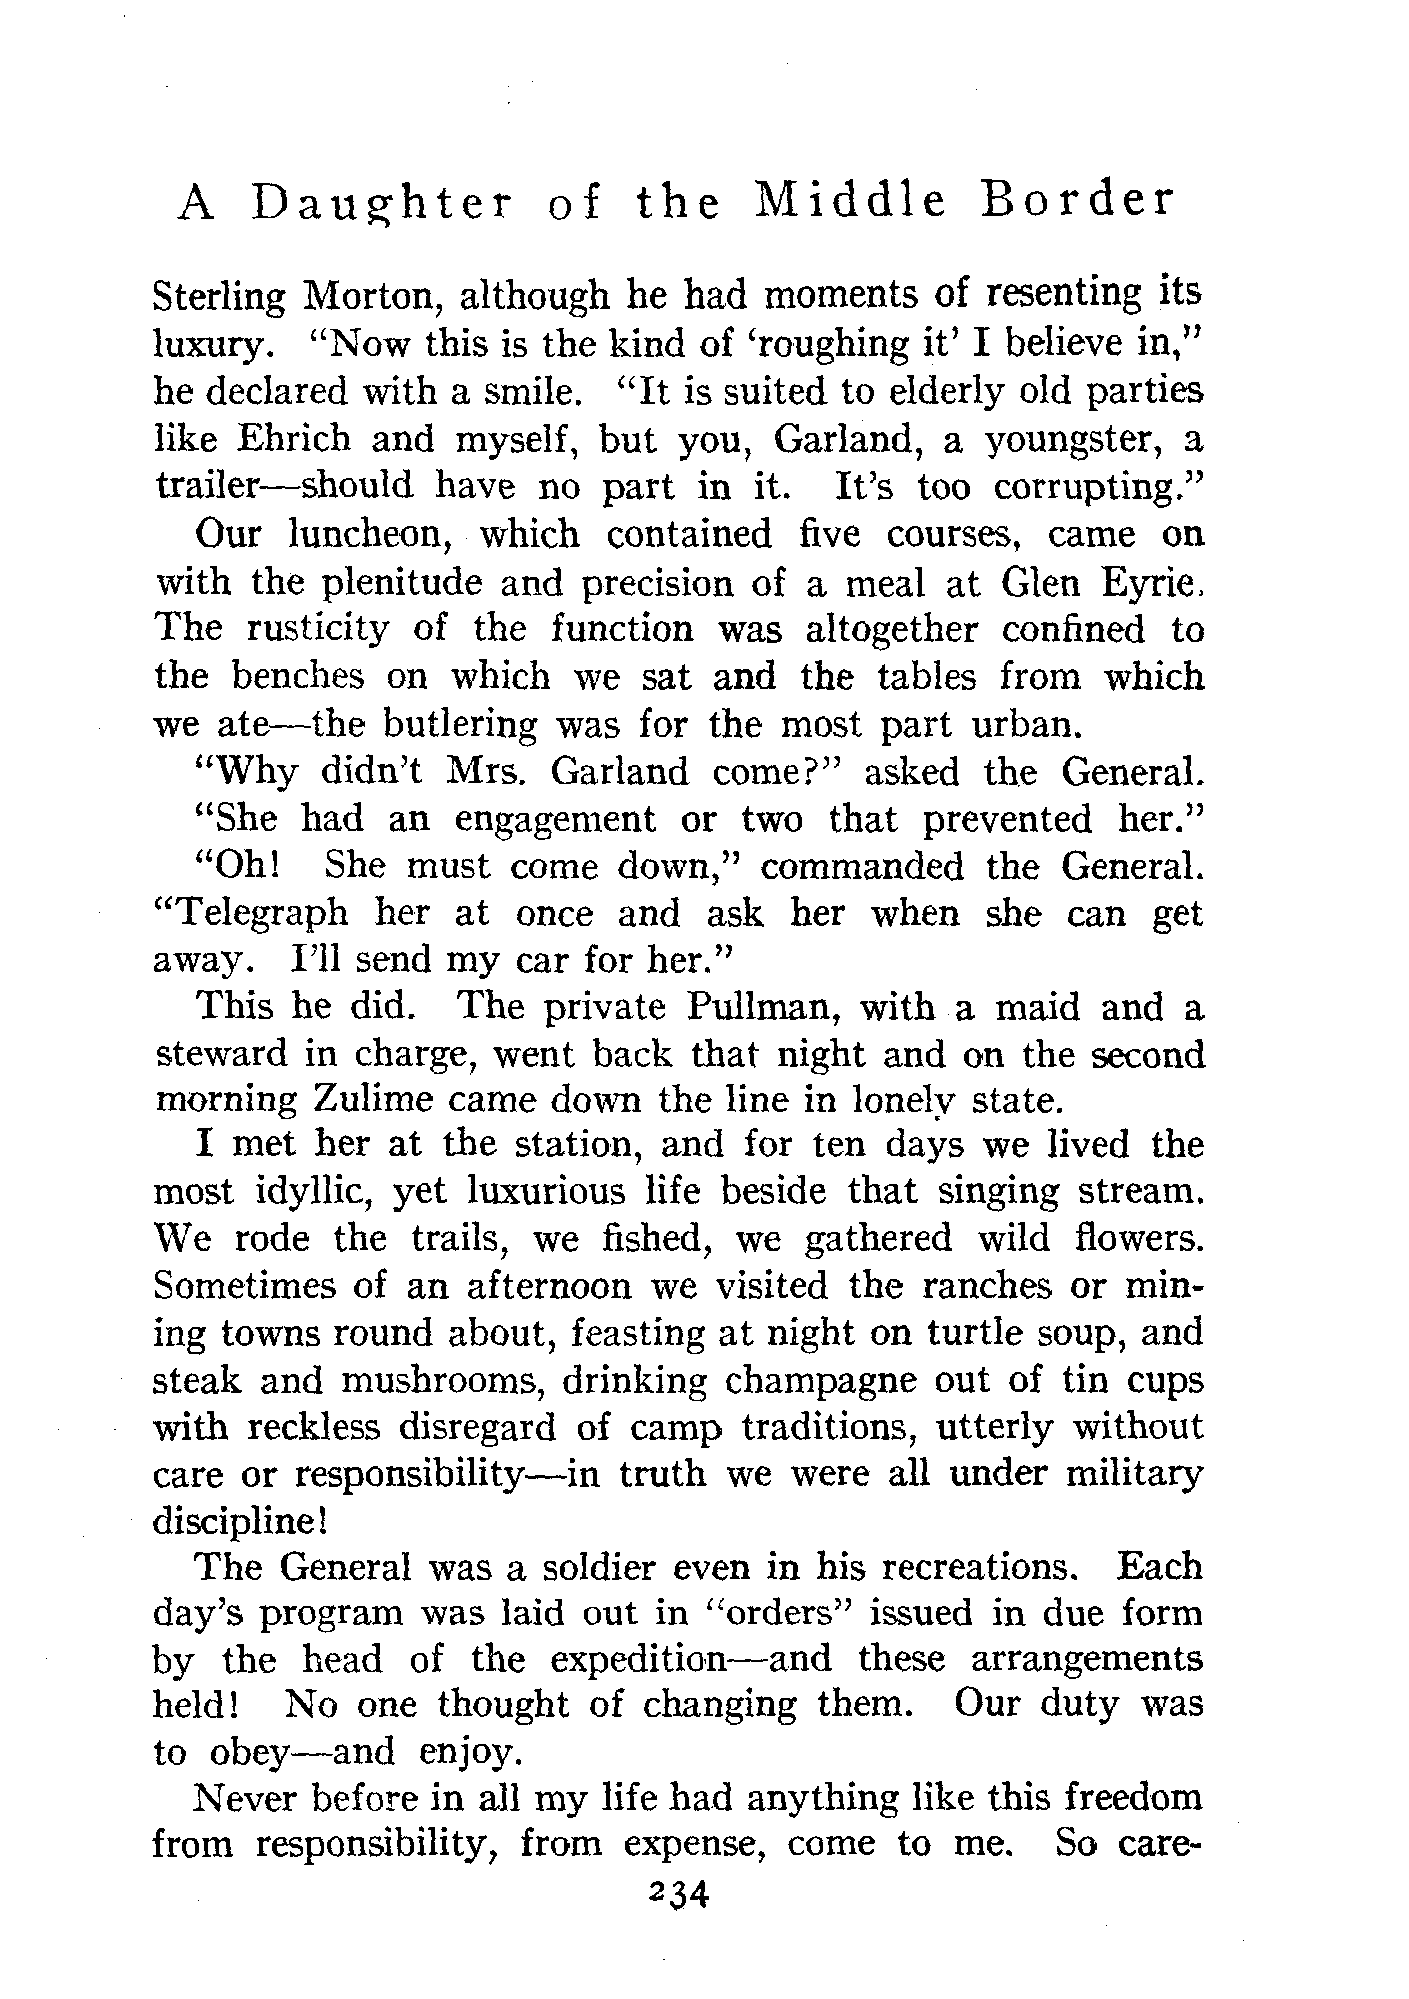 A Daughter of the Middle Border
Sterling Morton, although he had moments of resenting its
luxury. “Now this is the kind of ‘roughing it’ I believe in,”
he declared with a smile. “It is suited to elderly old parties
like Ehrich and myself, but you, Garland, a youngster, a
trailer—should have no part in it. It’s too corrupting.”
Our luncheon, which contained five courses, came on
with the plenitude and precision of a meal at Glen Eyrie.
The rusticity of the function was altogether confined to
the benches on which we sat and the tables from which
we ate—the butlering was for the most part urban.
“Why didn’t Mrs. Garland come?” asked the General.
“She had an engagement or two that prevented her.”
“Oh! She must come down,” commanded the General.
“Telegraph her at once and ask her when she can get
away. I’ll send my car for her.”
This he did. The private Pullman, with a maid and a
steward in charge, went back that night and on the second
morning Zulime came down the line in lonely state.
I met her at the station, and for ten days we lived the
most idyllic, yet luxurious life beside that singing stream.
We rode the trails, we fished, we gathered wild flowers.
Sometimes of an afternoon we visited the ranches or min-
ing towns round about, feasting at night on turtle soup, and
steak and mushrooms, drinking champagne out of tin cups
with reckless disregard of camp traditions, utterly without
care or responsibility—in truth we were all under military
discipline!
The General was a soldier even in his recreations. Each
day’s program was laid out in “orders” issued in due form
by the head of the expedition—and these arrangements
held! No one thought of changing them. Our duty was
to obey—and enjoy.
Never before in all my life had anything like this freedom
from responsibility, from expense, come to me. So care-
234